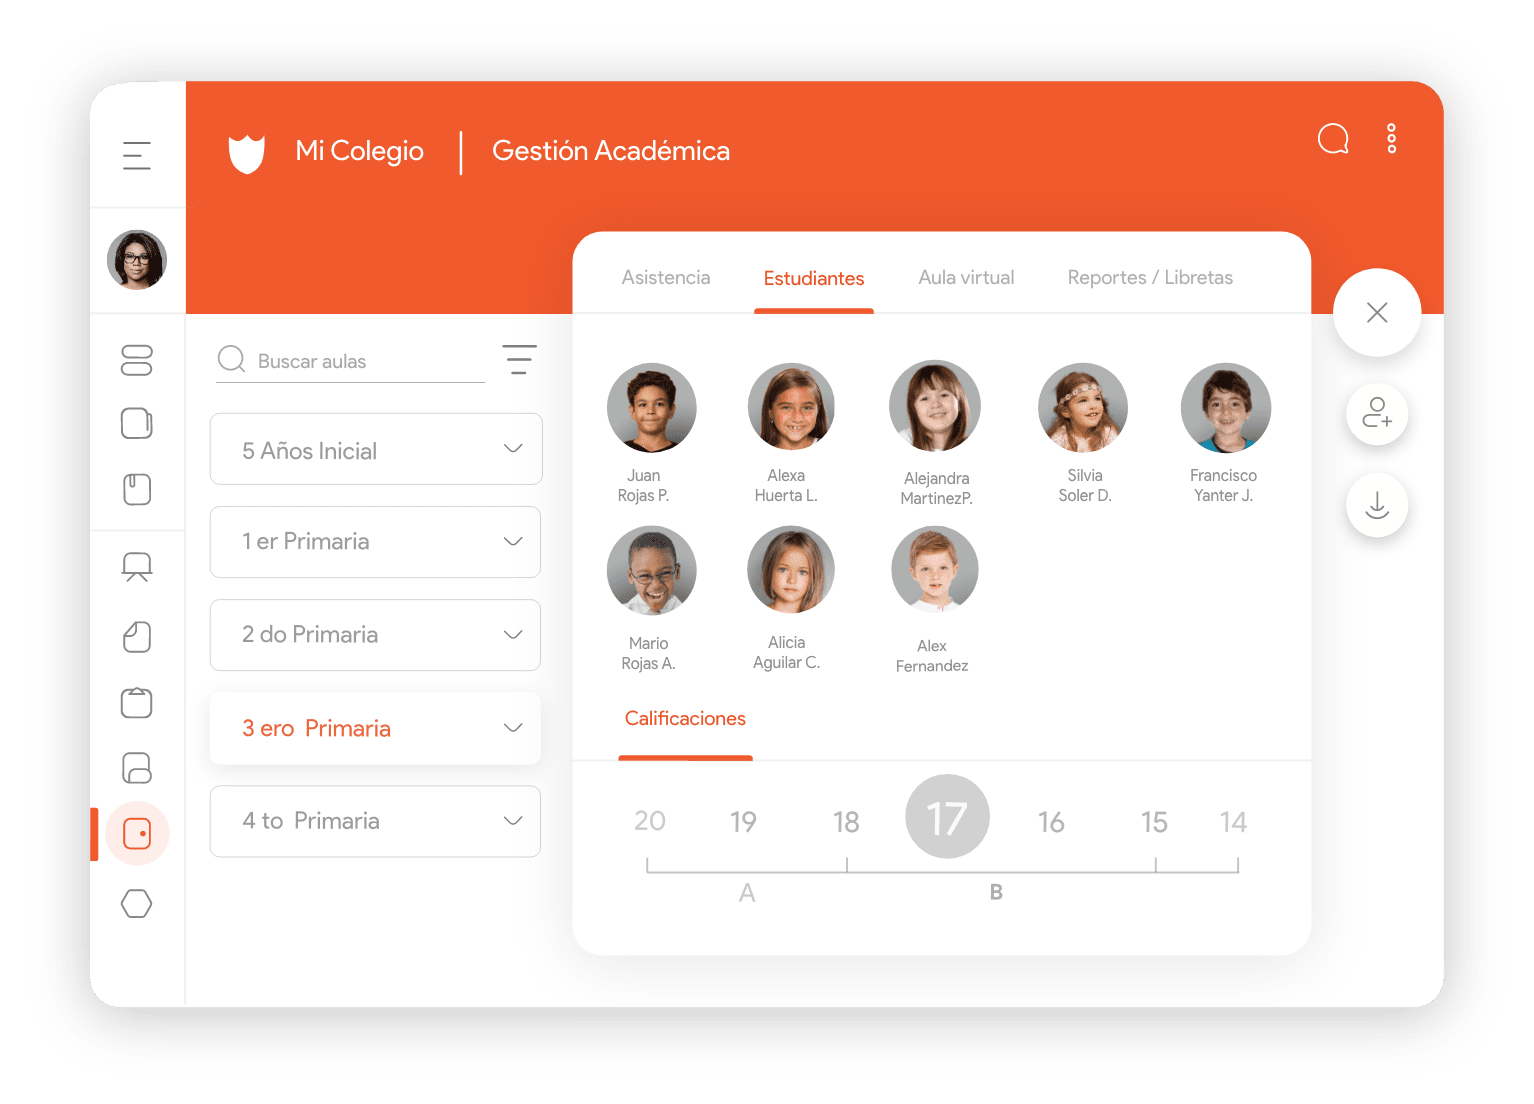 Mi Colegio
Gestión Académica
Asistencia
Estudiantes
Aula virtual
Reportes / Libretas
Buscar aulas
5 Años Inicial
1 er Primaria
2 do Primaria
3 ero Primaria
4 to Primaria
Juan
Rojas P.
Alexa
Huerta L.
Alejandra
MartinezP.
Silvia
Soler D.
Francisco
Yanter J.
Mario
Rojas A.
Alicia
Aguilar C.
Alex
Fernandez
Calificaciones
20 19 18 17 16 15 14
A B